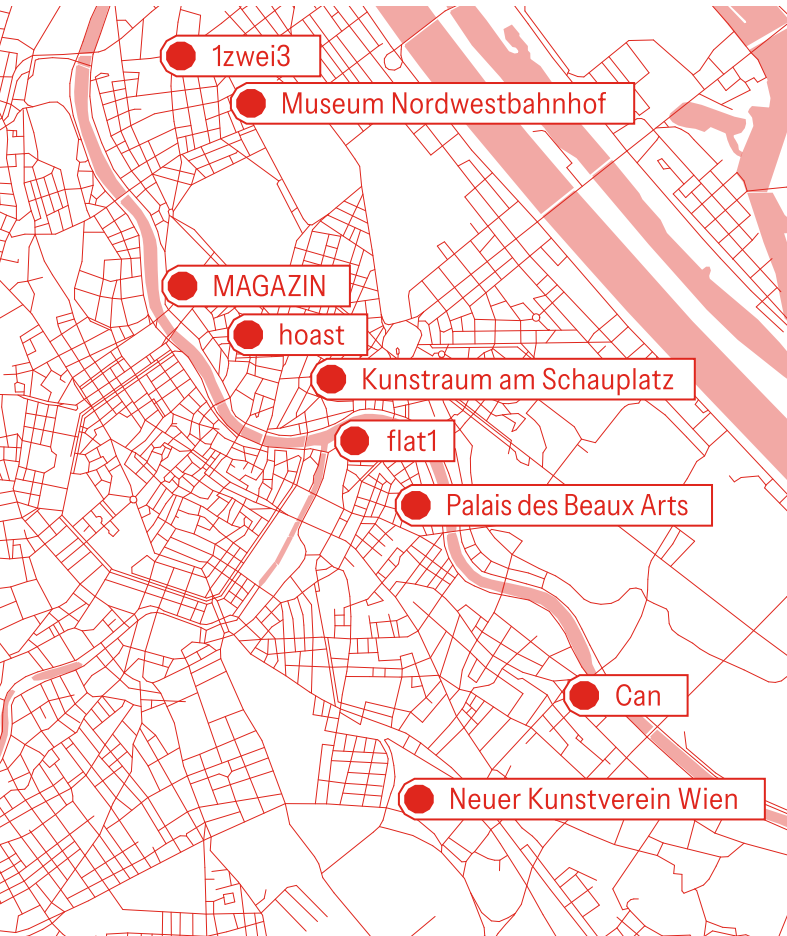 1zwei3
Museum Nordwestbahnhof
MAGAZIN
hoast
Kunstraum am Schauplatz
flat1
Palais des Beaux Arts
Can
Neuer Kunstverein Wien